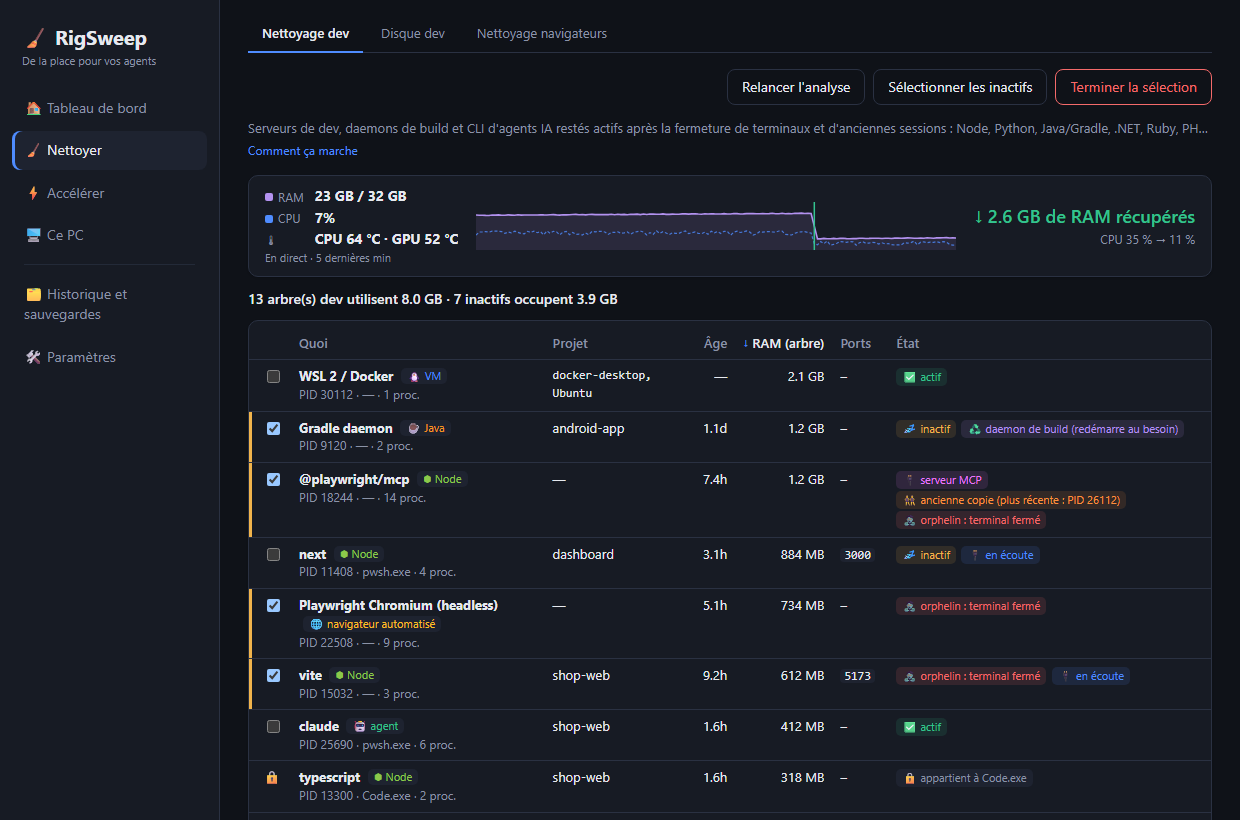 RigSweep
De la place pour vos agents
Tableau de bord
Nettoyer
Accélérer
Ce PC
Historique et
sauvegardes
Paramètres
Nettoyage dev
Disque dev
Nettoyage navigateurs
Relancer l'analyse
Sélectionner les inactifs
Terminer la sélection
Serveurs de dev, daemons de build et CLI d'agents IA restés actifs après la fermeture de terminaux et d'anciennes sessions : Node, Python, Java/Gradle, .NET, Ruby, PH...
Comment ça marche
RAM 23 GB / 32 GB
CPU 7%
CPU 64 °C · GPU 52 °C
En direct · 5 dernières min
↓ 2.6 GB de RAM récupérés
CPU 35 % → 11 %
13 arbre(s) dev utilisent 8.0 GB · 7 inactifs occupent 3.9 GB
Quoi Projet Âge ↓ RAM (arbre) Ports État
WSL 2 / Docker VM docker-desktop, — 2.1 GB – actif
PID 30112 · — · 1 proc. Ubuntu
Gradle daemon Java android-app 1.1d 1.2 GB – inactif daemon de build (redémarre au besoin)
PID 9120 · — · 2 proc.
@playwright/mcp Node — 7.4h 1.2 GB – serveur MCP
PID 18244 · — · 14 proc. ancienne copie (plus récente : PID 26112)
orphelin : terminal fermé
next Node dashboard 3.1h 884 MB 3000 inactif en écoute
PID 11408 · pwsh.exe · 4 proc.
Playwright Chromium (headless) — 5.1h 734 MB – orphelin : terminal fermé
navigateur automatisé
PID 22508 · — · 9 proc.
vite Node shop-web 9.2h 612 MB 5173 orphelin : terminal fermé en écoute
PID 15032 · — · 3 proc.
claude agent shop-web 1.6h 412 MB – actif
PID 25690 · pwsh.exe · 6 proc.
typescript Node shop-web 1.6h 318 MB – appartient à Code.exe
PID 13300 · Code.exe · 2 proc.